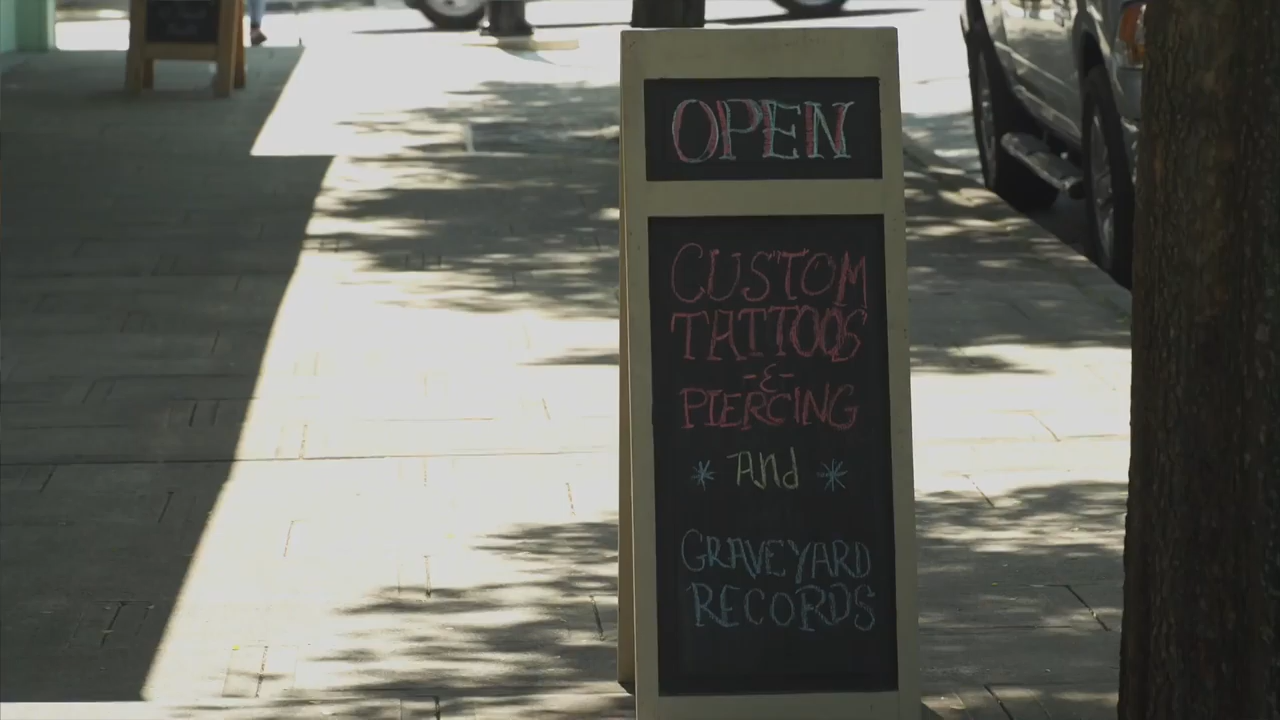 OPEN
CUSTOM
TATTOOS
-&-
PIERCING
* And *
GRAVEYARD
RECORDS